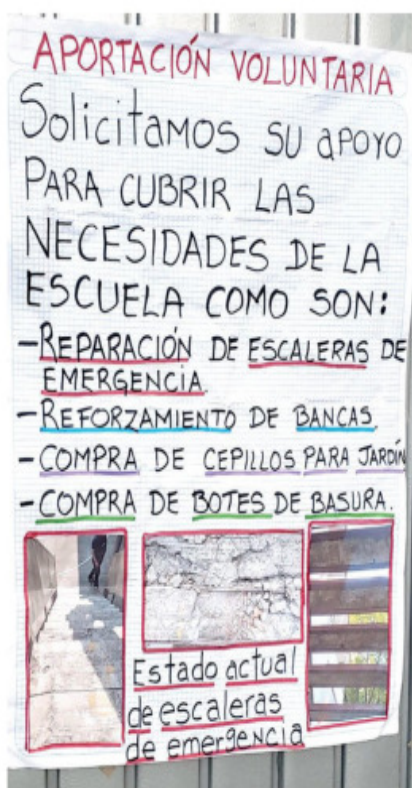 APORTACIÓN VOLUNTARIA
Solicitamos su apoyo
PARA CUBRIR LAS
NECESIDADES DE LA
ESCUELA COMO SON:
-REPARACIÓN DE ESCALERAS DE
EMERGENCIA.
-REFORZAMIENTO DE BANCAS.
-COMPRA DE CEPILLOS PARA JARDÍN
-COMPRA DE BOTES DE BASURA.
Estado actual
de escaleras
de emergencia